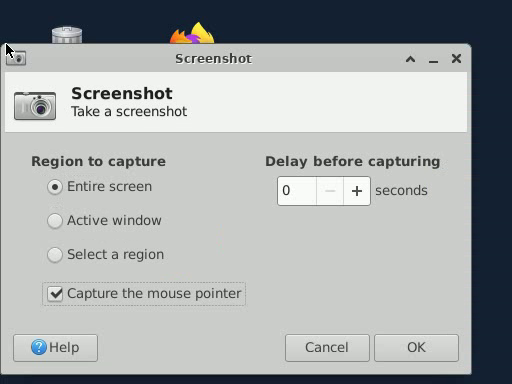 Screenshot
Screenshot
Take a screenshot
Region to capture
Entire screen
Active window
Select a region
Capture the mouse pointer
Delay before capturing
0 seconds
Help
Cancel
OK